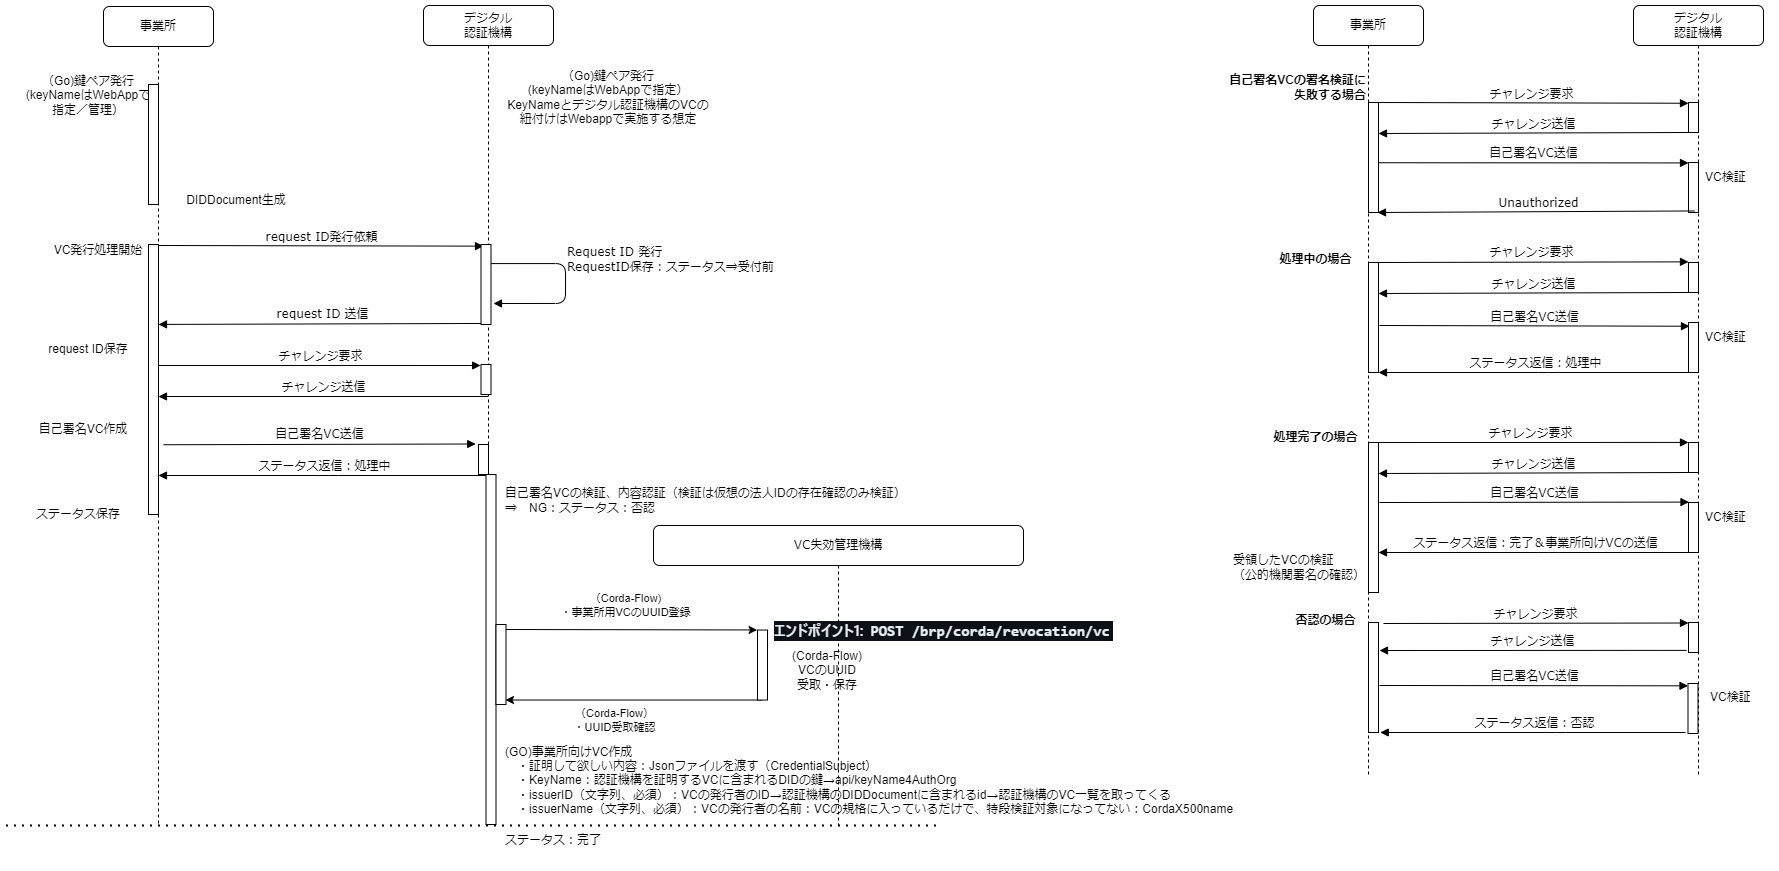 事業所
デジタル
認証機構
（Go)鍵ペア発行
(keyNameはWebAppで
指定／管理）
（Go)鍵ペア発行
(keyNameはWebAppで指定）
KeyNameとデジタル認証機構のVCの
紐付けはWebappで実施する想定
DIDDocument生成
VC発行処理開始
request ID発行依頼
Request ID 発行
RequestID保存：ステータス⇒受付前
request ID 送信
request ID保存
チャレンジ要求
チャレンジ送信
自己署名VC作成
自己署名VC送信
ステータス返信：処理中
自己署名VCの検証、内容認証（検証は仮想の法人IDの存在確認のみ検証）
⇒　NG：ステータス：否認
ステータス保存
VC失効管理機構
（Corda-Flow)
・事業所用VCのUUID登録
エンドポイント1: POST /brp/corda/revocation/vc
(Corda-Flow)
VCのUUID
受取・保存
（Corda-Flow）
・UUID受取確認
(GO)事業所向けVC作成
・証明して欲しい内容：Jsonファイルを渡す（CredentialSubject）
・KeyName：認証機構を証明するVCに含まれるDIDの鍵→api/keyName4AuthOrg
・issuerID（文字列、必須）：VCの発行者のID→認証機構のDIDDocumentに含まれるid→認証機構のVC一覧を取ってくる
・issuerName（文字列、必須）：VCの発行者の名前：VCの規格に入っているだけで、特段検証対象になってない：CordaX500name
ステータス：完了
事業所
デジタル
認証機構
自己署名VCの署名検証に
失敗する場合
チャレンジ要求
チャレンジ送信
自己署名VC送信
VC検証
Unauthorized
処理中の場合
チャレンジ要求
チャレンジ送信
自己署名VC送信
VC検証
ステータス返信：処理中
処理完了の場合
チャレンジ要求
チャレンジ送信
自己署名VC送信
VC検証
ステータス返信：完了＆事業所向けVCの送信
受領したVCの検証
（公的機関署名の確認）
否認の場合
チャレンジ要求
チャレンジ送信
自己署名VC送信
VC検証
ステータス返信：否認